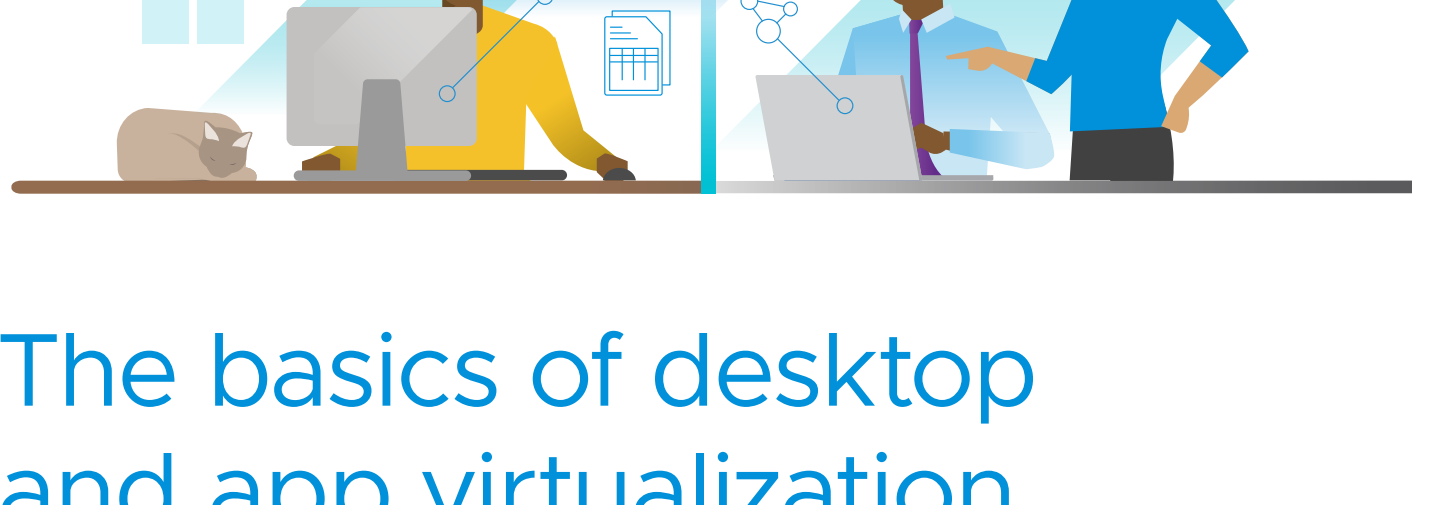 The basics of desktop
and app virtualization